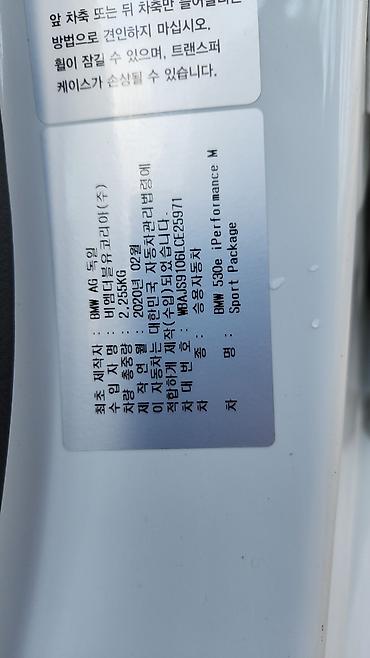 앞 차축 또는 뒤 차축만 들어올리는
방법으로 견인하지 마십시오.
휠이 잠길 수 있으며, 트랜스퍼
케이스가 손상될 수 있습니다.
최초 제작자 : BMW AG 독일
수 입 자 명 : 비엠더블유코리아(주)
차량 총중량 : 2.255KG
제 작 연 월 : 2020년 02월
이 자동차는 대한민국 자동차관리법령에
적합하게 제작(수입)되었습니다.
차 대 번 호 : WBAJS9106LCE25971
차 종 : 승용자동차
차 명 : BMW 530e iPerformance M
Sport Package